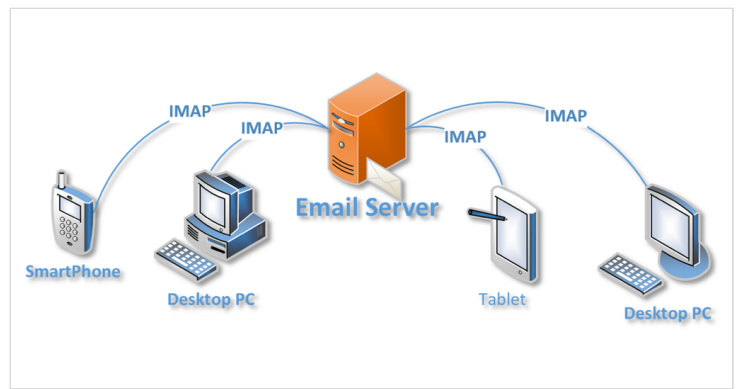 IMAP
IMAP
IMAP
IMAP
Email Server
SmartPhone
Desktop PC
Tablet
Desktop PC